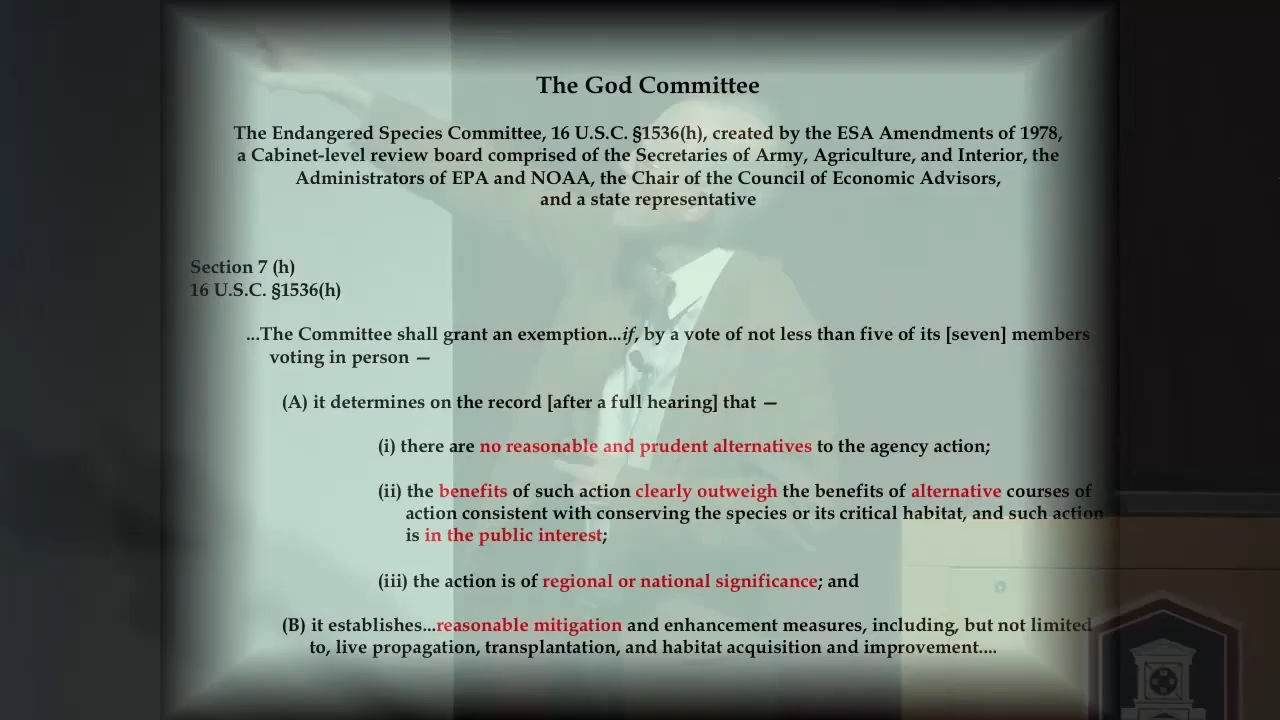 The God Committee
The Endangered Species Committee, 16 U.S.C. §1536(h), created by the ESA Amendments of 1978,
a Cabinet-level review board comprised of the Secretaries of Army, Agriculture, and Interior, the
Administrators of EPA and NOAA, the Chair of the Council of Economic Advisors,
and a state representative
Section 7 (h)
16 U.S.C. §1536(h)
...The Committee shall grant an exemption...if, by a vote of not less than five of its [seven] members
voting in person —
(A) it determines on the record [after a full hearing] that —
(i) there are no reasonable and prudent alternatives to the agency action;
(ii) the benefits of such action clearly outweigh the benefits of alternative courses of
action consistent with conserving the species or its critical habitat, and such action
is in the public interest;
(iii) the action is of regional or national significance; and
(B) it establishes...reasonable mitigation and enhancement measures, including, but not limited
to, live propagation, transplantation, and habitat acquisition and improvement....